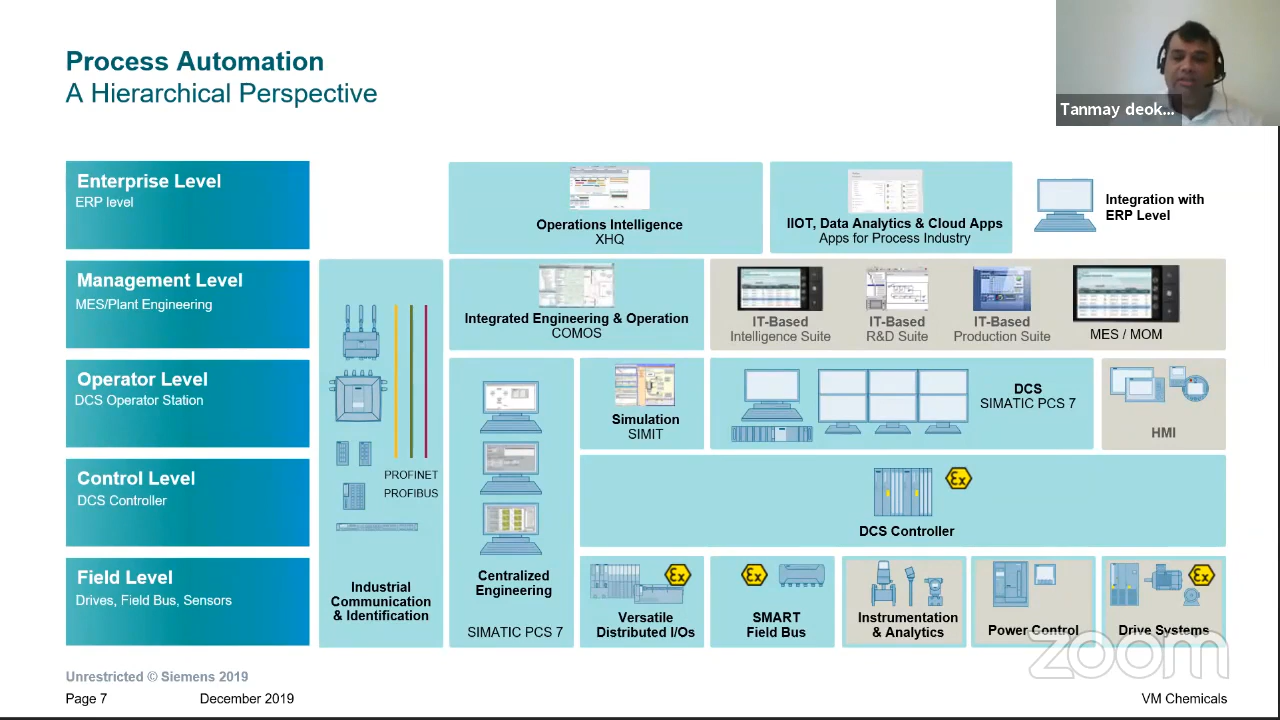 Process Automation
A Hierarchical Perspective
Tanmay deok...
Enterprise Level
ERP level
Operations Intelligence
XHQ
IIOT, Data Analytics & Cloud Apps
Apps for Process Industry
Integration with
ERP Level
Management Level
MES/Plant Engineering
Integrated Engineering & Operation
COMOS
IT-Based
Intelligence Suite
IT-Based
R&D Suite
IT-Based
Production Suite
MES / MOM
Operator Level
DCS Operator Station
Simulation
SIMIT
DCS
SIMATIC PCS 7
HMI
Control Level
DCS Controller
PROFINET
PROFIBUS
Ex
DCS Controller
Field Level
Drives, Field Bus, Sensors
Industrial
Communication
& Identification
Centralized
Engineering
SIMATIC PCS 7
Ex
Versatile
Distributed I/Os
Ex
SMART
Field Bus
Instrumentation
& Analytics
Power Control
Ex
Drive Systems
zoom
Unrestricted © Siemens 2019
Page 7
December 2019
VM Chemicals